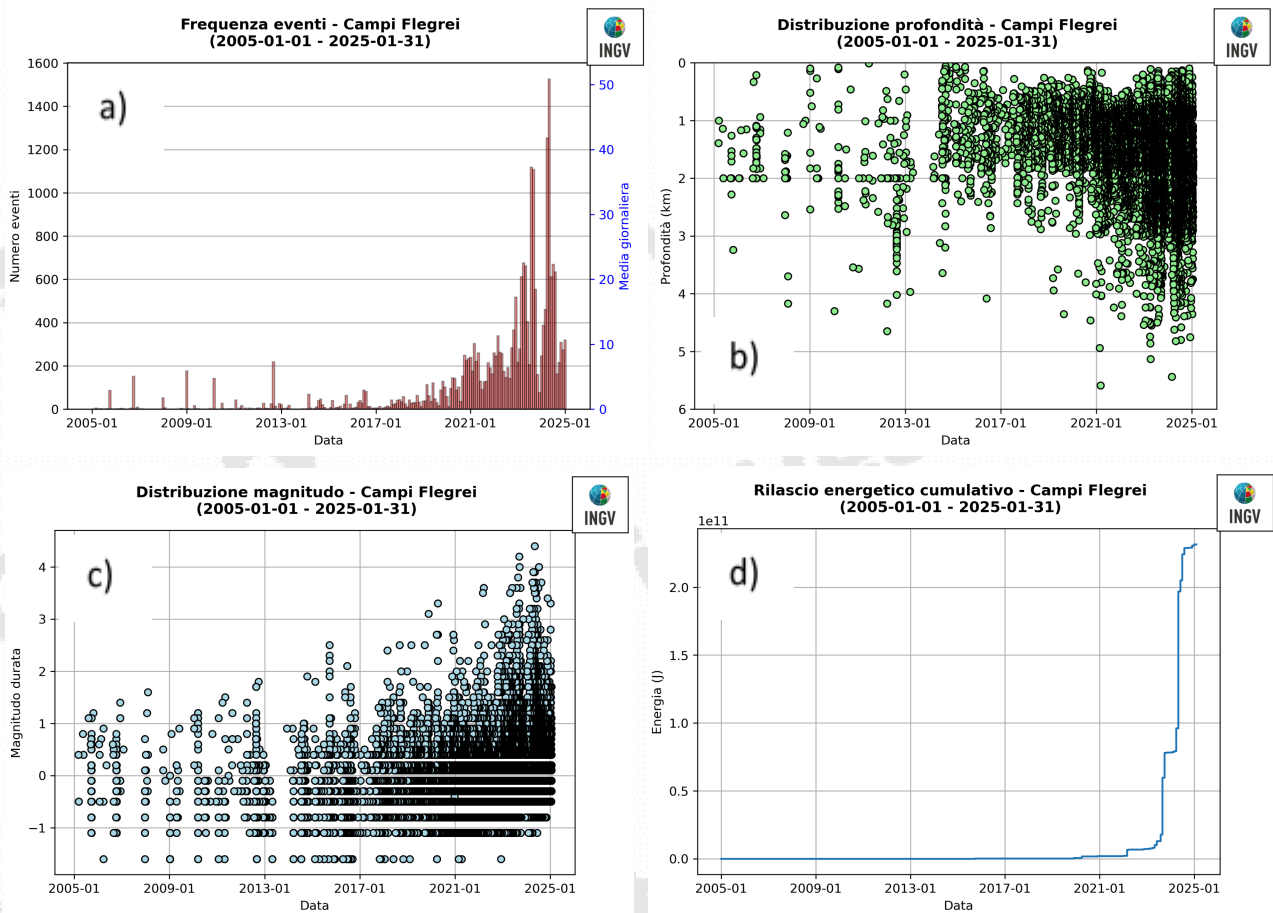 Frequenza eventi - Campi Flegrei
(2005-01-01 - 2025-01-31)
INGV
a)
Numero eventi
1600
1400
1200
1000
800
600
400
200
0
Media giornaliera
50
40
30
20
10
0
2005-01 2009-01 2013-01 2017-01 2021-01 2025-01
Data
Distribuzione profondità - Campi Flegrei
(2005-01-01 - 2025-01-31)
INGV
b)
Profondità (km)
0
1
2
3
4
5
6
2005-01 2009-01 2013-01 2017-01 2021-01 2025-01
Data
Distribuzione magnitudo - Campi Flegrei
(2005-01-01 - 2025-01-31)
INGV
c)
Magnitudo durata
4
3
2
1
0
−1
2005-01 2009-01 2013-01 2017-01 2021-01 2025-01
Data
Rilascio energetico cumulativo - Campi Flegrei
(2005-01-01 - 2025-01-31)
INGV
1e11
d)
Energia (J)
2.0
1.5
1.0
0.5
0.0
2005-01 2009-01 2013-01 2017-01 2021-01 2025-01
Data